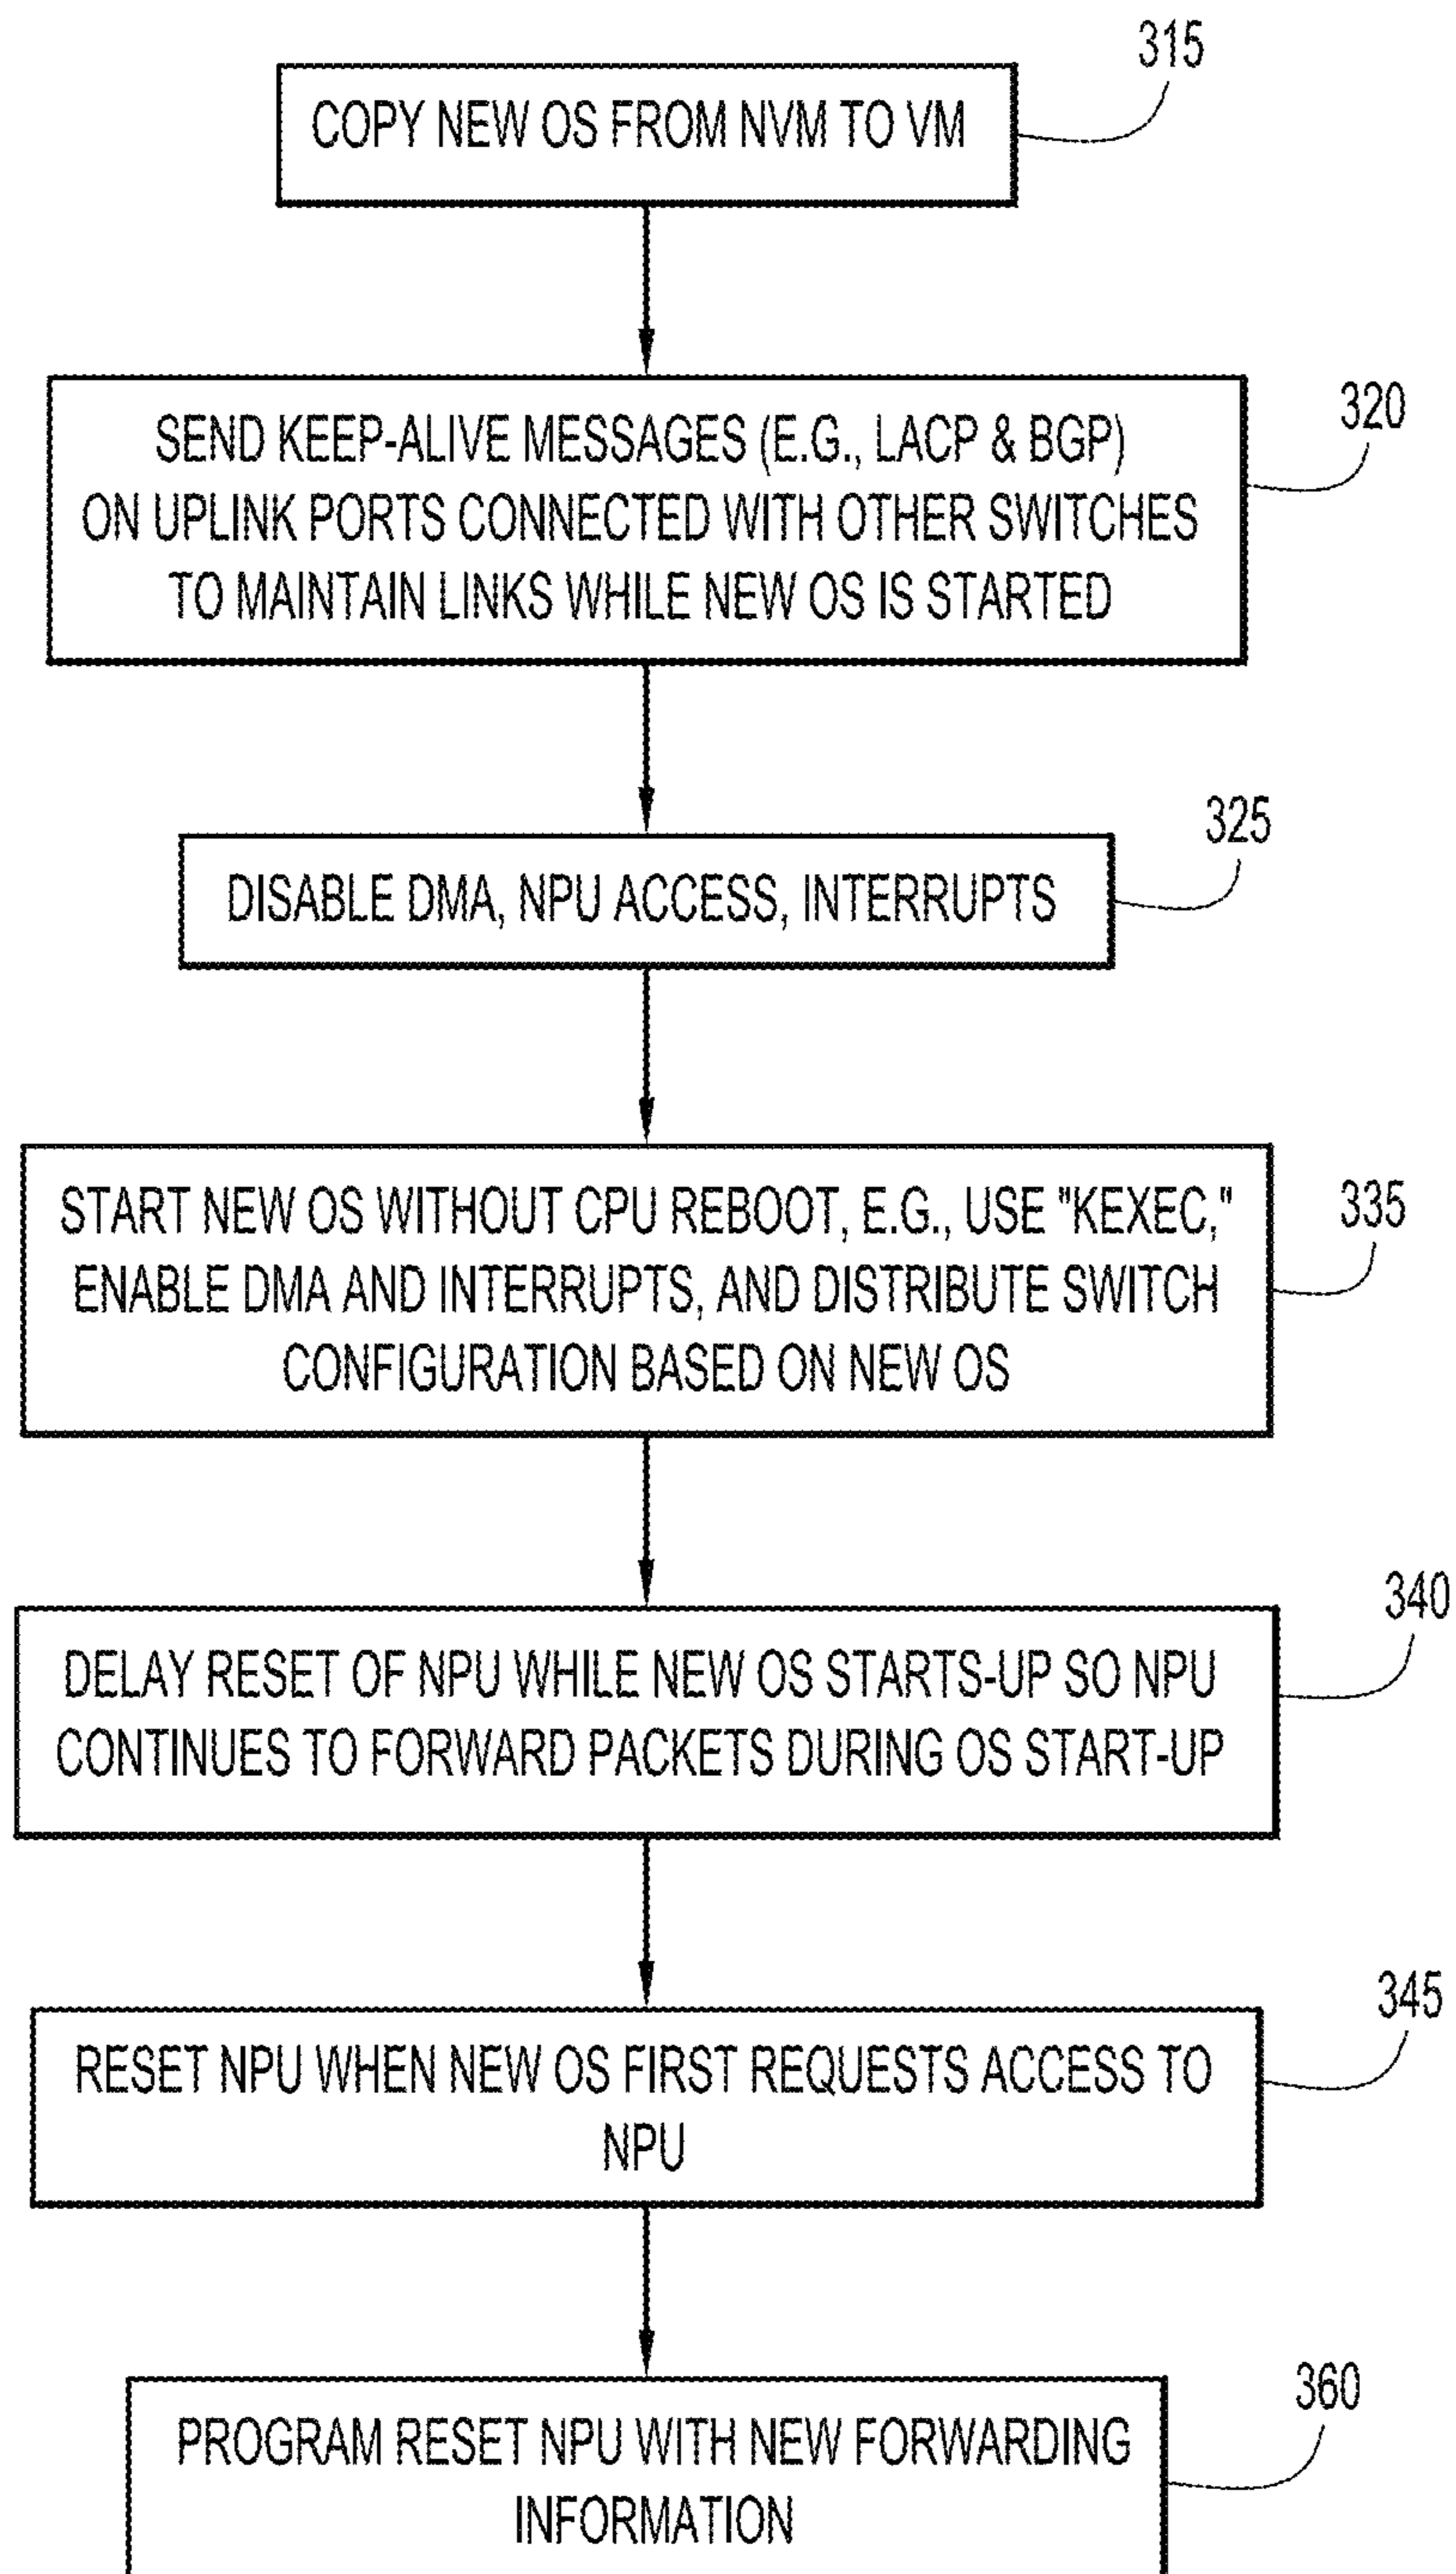 315
COPY NEW OS FROM NVM TO VM
320
SEND KEEP-ALIVE MESSAGES (E.G., LACP & BGP)
ON UPLINK PORTS CONNECTED WITH OTHER SWITCHES
TO MAINTAIN LINKS WHILE NEW OS IS STARTED
325
DISABLE DMA, NPU ACCESS, INTERRUPTS
335
START NEW OS WITHOUT CPU REBOOT, E.G., USE "KEXEC,"
ENABLE DMA AND INTERRUPTS, AND DISTRIBUTE SWITCH
CONFIGURATION BASED ON NEW OS
340
DELAY RESET OF NPU WHILE NEW OS STARTS-UP SO NPU
CONTINUES TO FORWARD PACKETS DURING OS START-UP
345
RESET NPU WHEN NEW OS FIRST REQUESTS ACCESS TO
NPU
360
PROGRAM RESET NPU WITH NEW FORWARDING
INFORMATION